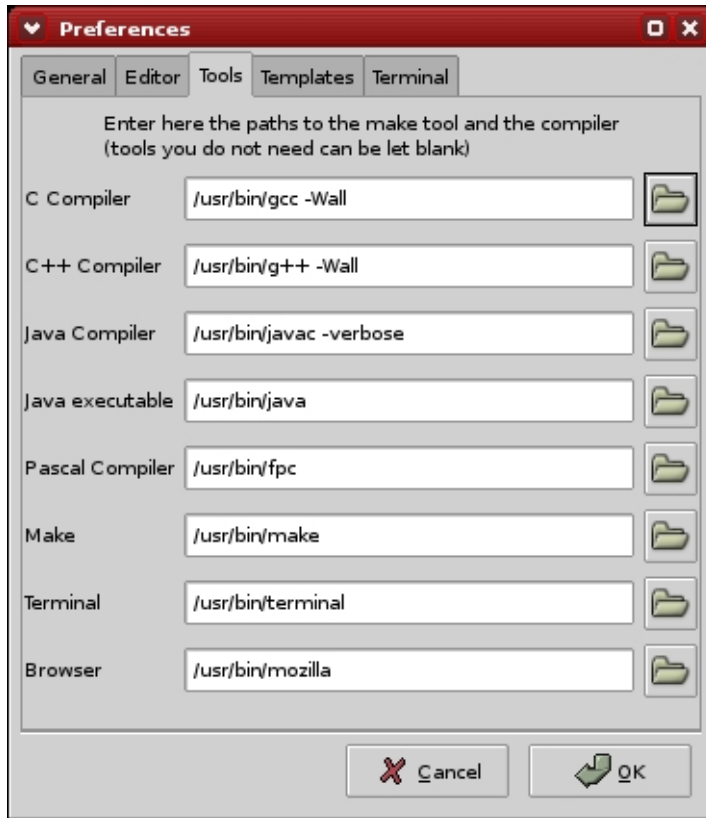 Preferences
General Editor Tools Templates Terminal
Enter here the paths to the make tool and the compiler
(tools you do not need can be let blank)
C Compiler /usr/bin/gcc -Wall
C++ Compiler /usr/bin/g++ -Wall
Java Compiler /usr/bin/javac -verbose
Java executable /usr/bin/java
Pascal Compiler /usr/bin/fpc
Make /usr/bin/make
Terminal /usr/bin/terminal
Browser /usr/bin/mozilla
Cancel OK